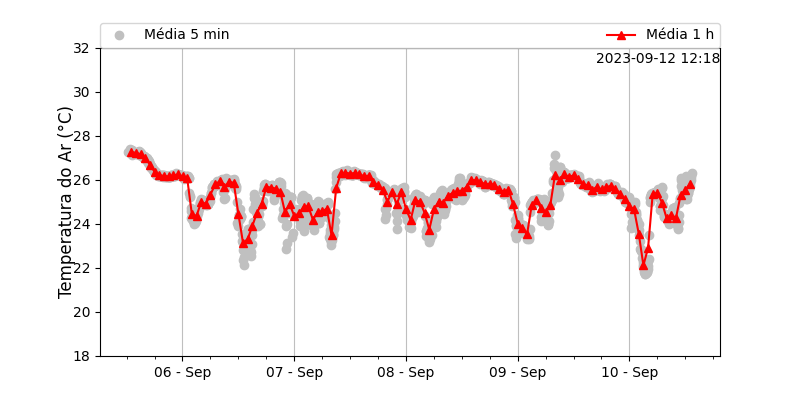 Média 5 min
Média 1 h
2023-09-12 12:18
Temperatura do Ar (°C)
32
30
28
26
24
22
20
18
06 - Sep
07 - Sep
08 - Sep
09 - Sep
10 - Sep